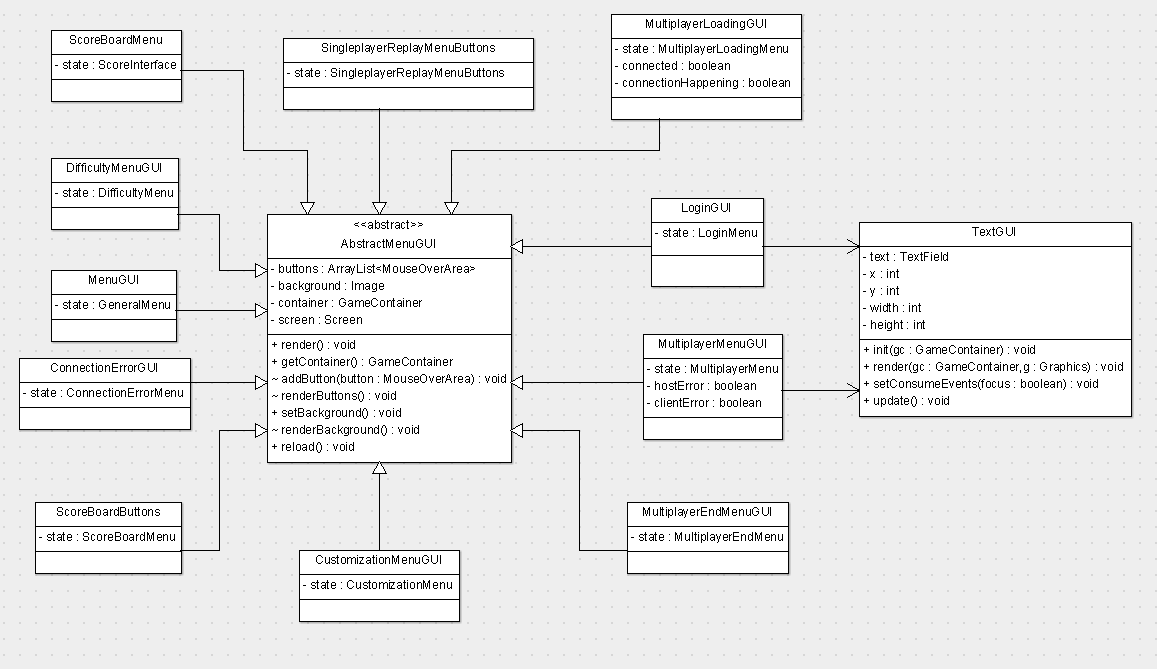 ScoreBoardMenu
- state : ScoreInterface
SingleplayerReplayMenuButtons
- state : SingleplayerReplayMenuButtons
MultiplayerLoadingGUI
- state : MultiplayerLoadingMenu
- connected : boolean
- connectionHappening : boolean
DifficultyMenuGUI
- state : DifficultyMenu
MenuGUI
- state : GeneralMenu
ConnectionErrorGUI
- state : ConnectionErrorMenu
ScoreBoardButtons
- state : ScoreBoardMenu
<<abstract>>
AbstractMenuGUI
- buttons : ArrayList<MouseOverArea>
- background : Image
- container : GameContainer
- screen : Screen
+ render() : void
+ getContainer() : GameContainer
~ addButton(button : MouseOverArea) : void
~ renderButtons() : void
+ setBackground() : void
~ renderBackground() : void
+ reload() : void
CustomizationMenuGUI
- state : CustomizationMenu
LoginGUI
- state : LoginMenu
MultiplayerMenuGUI
- state : MultiplayerMenu
- hostError : boolean
- clientError : boolean
MultiplayerEndMenuGUI
- state : MultiplayerEndMenu
TextGUI
- text : TextField
- x : int
- y : int
- width : int
- height : int
+ init(gc : GameContainer) : void
+ render(gc : GameContainer,g : Graphics) : void
+ setConsumeEvents(focus : boolean) : void
+ update() : void